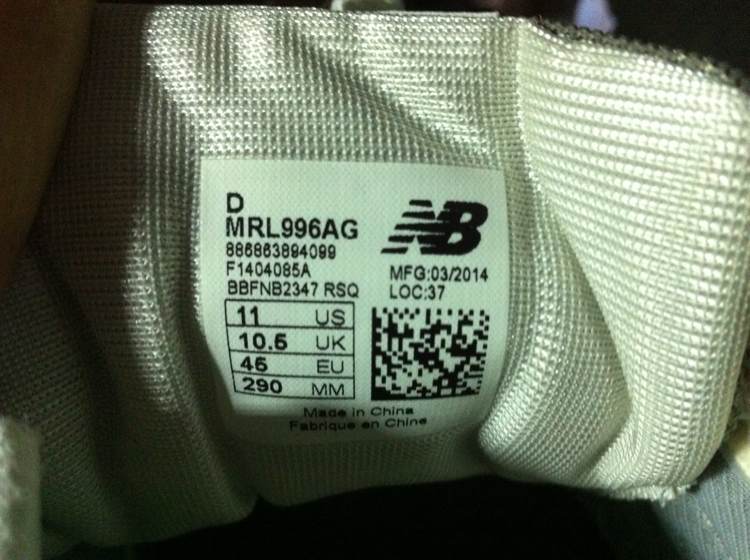 D
MRL996AG
886863894099
F1404085A
BBFNB2347 RSQ
NB
MFG:03/2014
LOC:37
11 US
10.5 UK
45 EU
290 MM
Made in China
Fabrique en Chine